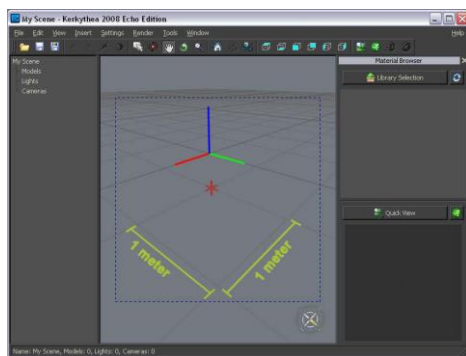 My Scene - Kerkythea 2008 Echo Edition
File Edit View Insert Settings Render Tools Window Help
My Scene
Models
Lights
Cameras
Material Browser
Library Selection
1 meter
1 meter
Quick View
Name: My Scene, Models: 0, Lights: 0, Cameras: 0